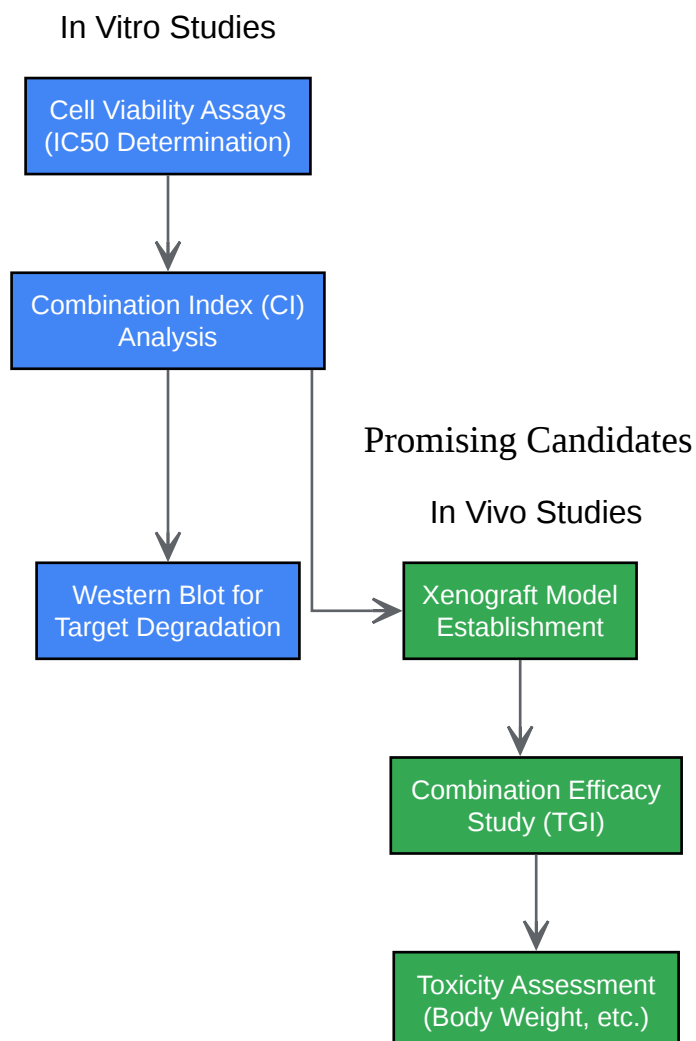 In Vitro Studies
Cell Viability Assays
(IC50 Determination)
Combination Index (CI)
Analysis
Promising Candidates
In Vivo Studies
Western Blot for
Target Degradation
Xenograft Model
Establishment
Combination Efficacy
Study (TGI)
Toxicity Assessment
(Body Weight, etc.)